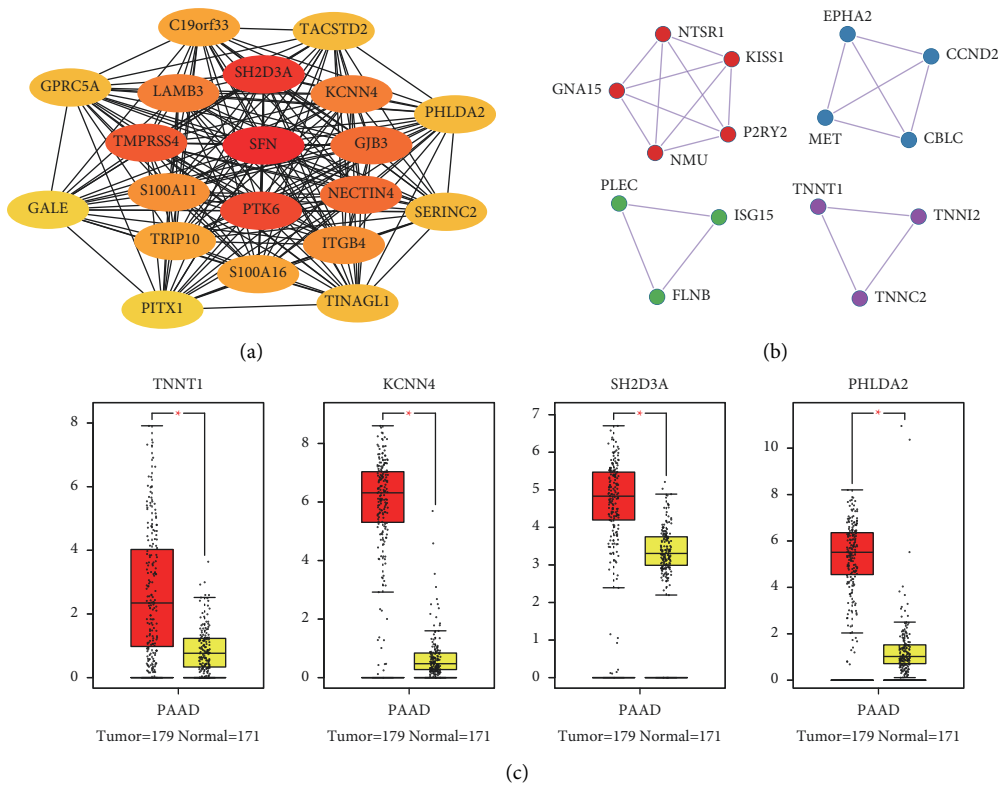 C19orf33
TACSTD2
SH2D3A
GPRC5A
LAMB3
KCNN4
PHLDA2
TMPRSS4
SFN
GJB3
S100A11
NECTIN4
GALE
PTK6
SERINC2
TRIP10
ITGB4
S100A16
PITX1
TINAGL1
(a)
NTSR1
KISS1
GNA15
P2RY2
NMU
EPHA2
CCND2
MET
CBLC
PLEC
ISG15
FLNB
TNNT1
TNNI2
TNNC2
(b)
TNNT1
*
8
6
4
2
0
PAAD
Tumor=179 Normal=171
KCNN4
*
8
6
4
2
0
PAAD
Tumor=179 Normal=171
SH2D3A
*
7
6
5
4
3
2
1
0
PAAD
Tumor=179 Normal=171
PHLDA2
*
10
8
6
4
2
0
PAAD
Tumor=179 Normal=171
(c)